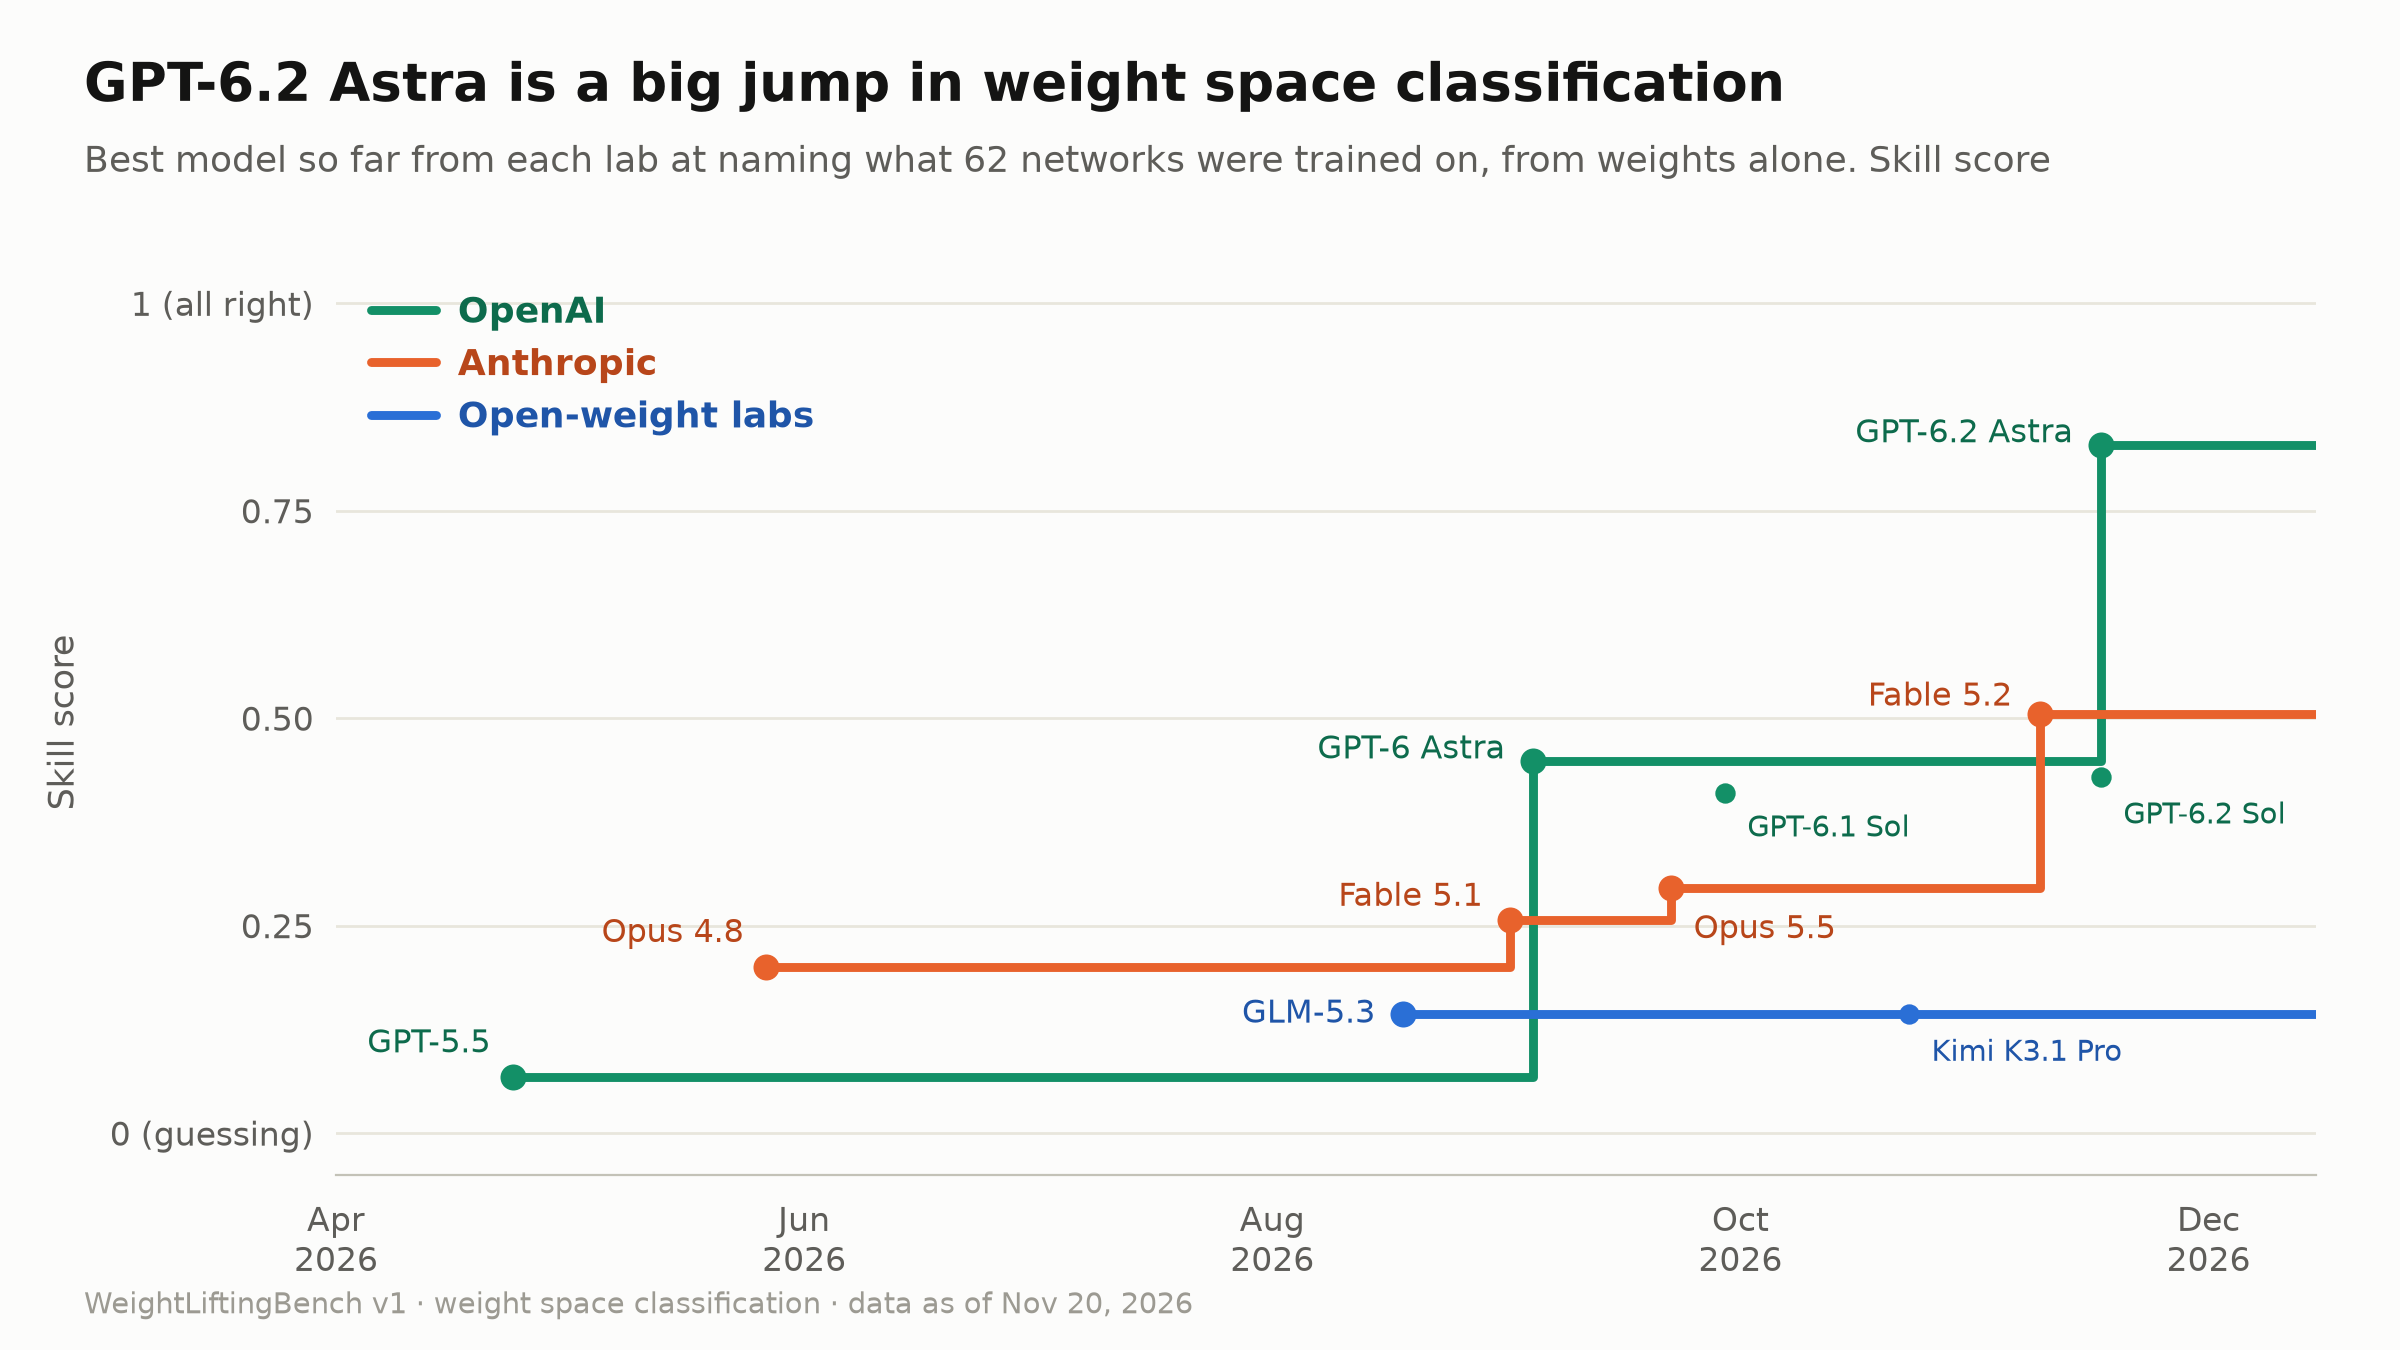 GPT-6.2 Astra is a big jump in weight space classification
Best model so far from each lab at naming what 62 networks were trained on, from weights alone. Skill score
1 (all right)
OpenAI
Anthropic
Open-weight labs
GPT-6.2 Astra
0.75
Skill score
Fable 5.2
0.50
GPT-6 Astra
GPT-6.1 Sol
GPT-6.2 Sol
Fable 5.1
0.25
Opus 4.8
Opus 5.5
GLM-5.3
GPT-5.5
Kimi K3.1 Pro
0 (guessing)
Apr
2026
Jun
2026
Aug
2026
Oct
2026
Dec
2026
WeightLiftingBench v1 · weight space classification · data as of Nov 20, 2026